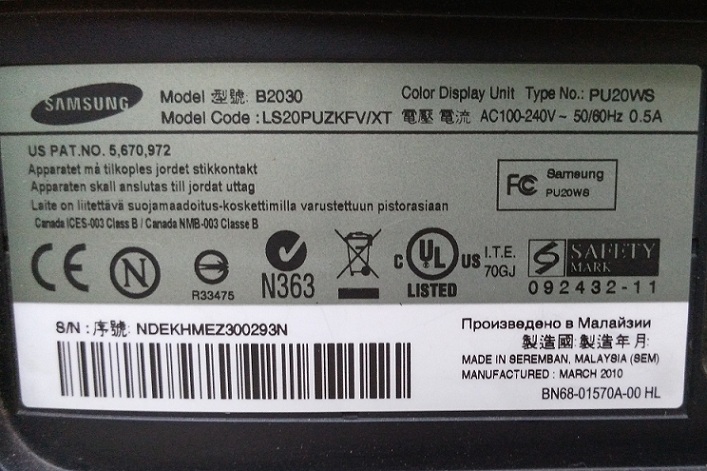 SAMSUNG
Model 型號: B2030
Color Display Unit Type No.: PU20WS
Model Code : LS20PUZKFV/XT 電壓 電流 AC100-240V~ 50/60Hz 0.5A
US PAT.NO. 5,670,972
Apparatet må tilkoples jordet stikkontakt
Apparaten skall anslutas till jordat uttag
Laite on liitettävä suojamaadoitus-koskettimilla varustettuun pistorasiaan
Canada ICES-003 Class B / Canada NMB-003 Classe B
FC Samsung
PU20WS
CE
N
R33475
N363
c UL US
LISTED
I.T.E.
70GJ
S SAFETY
MARK
092432-11
S/N : 序號: NDEKHMEZ300293N
Произведено в Малайзии
製造國 製造年月
MADE IN SEREMBAN, MALAYSIA (SEM)
MANUFACTURED : MARCH 2010
BN68-01570A-00 HL